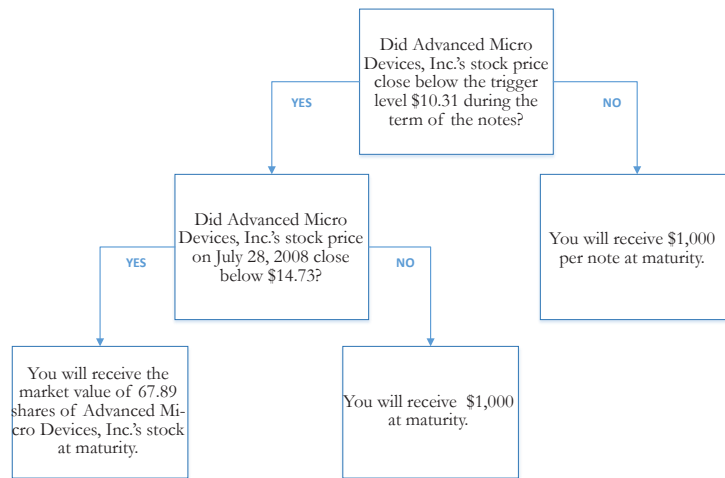 Did Advanced Micro
Devices, Inc.'s stock price
close below the trigger
level $10.31 during the
term of the notes?
YES
NO
Did Advanced Micro
Devices, Inc.'s stock price
on July 28, 2008 close
below $14.73?
You will receive $1,000
per note at maturity.
YES
NO
You will receive the
market value of 67.89
shares of Advanced Mi-
cro Devices, Inc.'s stock
at maturity.
You will receive $1,000
at maturity.